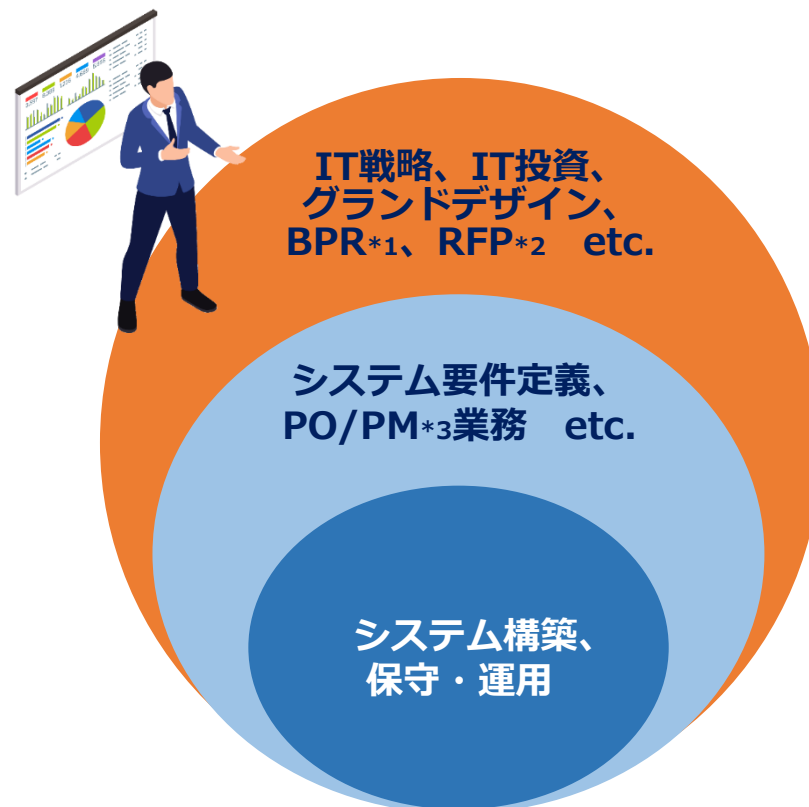 IT戦略、IT投資、
グランドデザイン、
BPR*1、RFP*2　etc.
システム要件定義、
PO/PM*3業務　etc.
システム構築、
保守・運用